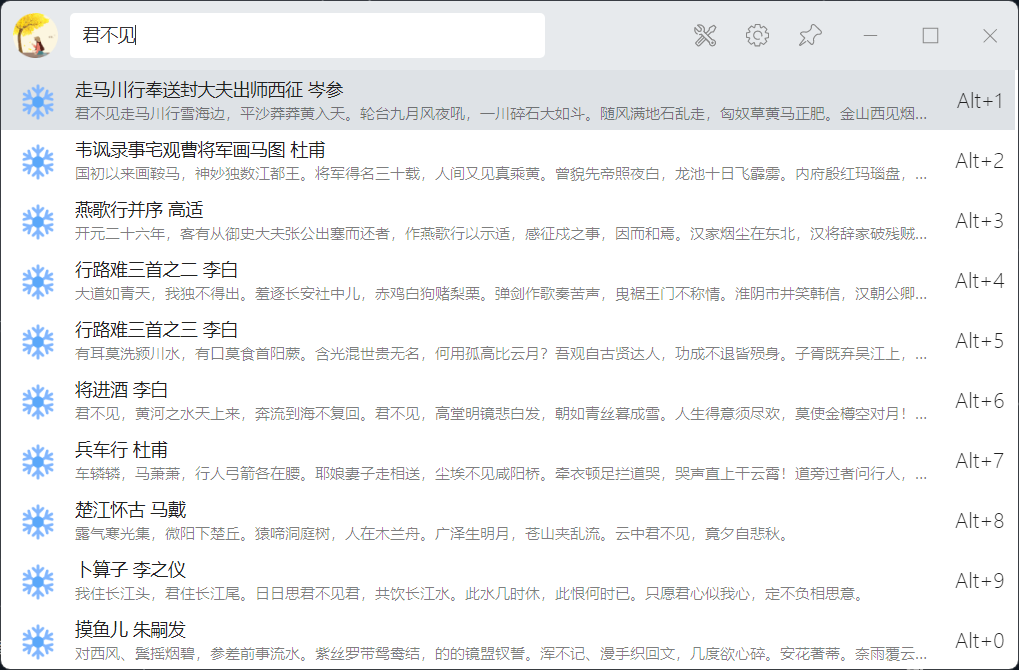 君不见
走马川行奉送封大夫出师西征 岑参
君不见走马川行雪海边，平沙莽莽黄入天。轮台九月风夜吼，一川碎石大如斗。随风满地石乱走，匈奴草黄马正肥。金山西见烟...
Alt+1
韦讽录事宅观曹将军画马图 杜甫
国初以来画鞍马，神妙独数江都王。将军得名三十载，人间又见真乘黄。曾貌先帝照夜白，龙池十日飞霹雳。内府殷红玛瑙盘，...
Alt+2
燕歌行并序 高适
开元二十六年，客有从御史大夫张公出塞而还者，作燕歌行以示适，感征戍之事，因而和焉。汉家烟尘在东北，汉将辞家破残贼...
Alt+3
行路难三首之二 李白
大道如青天，我独不得出。羞逐长安社中儿，赤鸡白狗赌梨栗。弹剑作歌奏苦声，曳裾王门不称情。淮阴市井笑韩信，汉朝公卿...
Alt+4
行路难三首之三 李白
有耳莫洗颍川水，有口莫食首阳蕨。含光混世贵无名，何用孤高比云月？吾观自古贤达人，功成不退皆殒身。子胥既弃吴江上，...
Alt+5
将进酒 李白
君不见，黄河之水天上来，奔流到海不复回。君不见，高堂明镜悲白发，朝如青丝暮成雪。人生得意须尽欢，莫使金樽空对月！...
Alt+6
兵车行 杜甫
车辚辚，马萧萧，行人弓箭各在腰。耶娘妻子走相送，尘埃不见咸阳桥。牵衣顿足拦道哭，哭声直上干云霄！道旁过者问行人，...
Alt+7
楚江怀古 马戴
露气寒光集，微阳下楚丘。猿啼洞庭树，人在木兰舟。广泽生明月，苍山夹乱流。云中君不见，竟夕自悲秋。
Alt+8
卜算子 李之仪
我住长江头，君住长江尾。日日思君不见君，共饮长江水。此水几时休，此恨何时已。只愿君心似我心，定不负相思意。
Alt+9
摸鱼儿 朱嗣发
对西风、鬓摇烟碧，参差前事流水。紫丝罗带鸳鸯结，的的镜盟钗誓。浑不记、漫手织回文，几度欲心碎。安花著蒂。奈雨覆云...
Alt+0